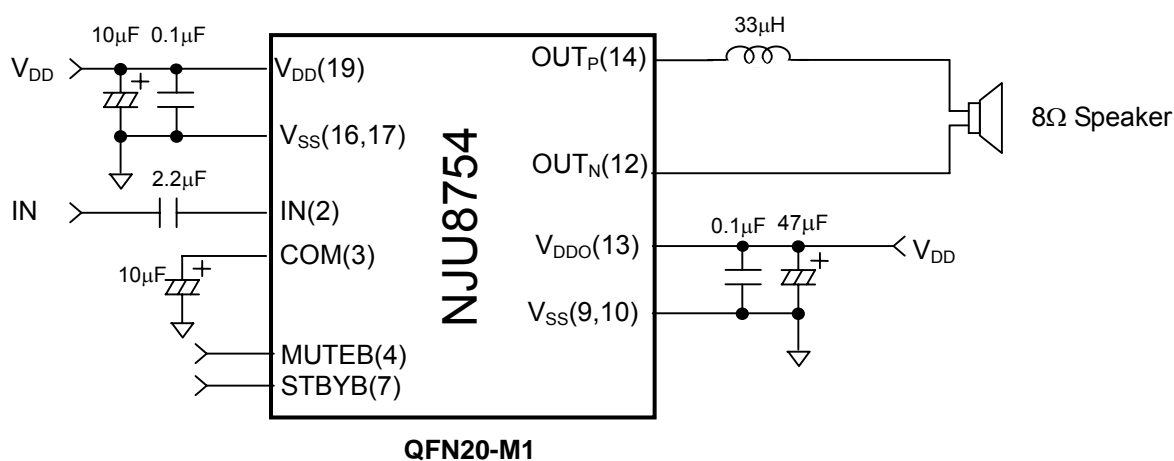 10μF 0.1μF
V_DD
V_DD(19)
V_SS(16,17)
2.2μF
IN
IN(2)
COM(3)
10μF
MUTEB(4)
STBYB(7)
NJU8754
QFN20-M1
33μH
OUT_P(14)
8Ω Speaker
OUT_N(12)
0.1μF 47μF
V_DDO(13)
V_DD
V_SS(9,10)